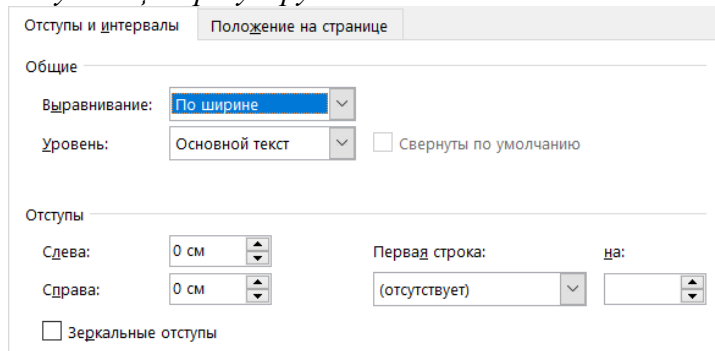 Отступы и интервалы Положение на странице
Общие
Выравнивание: По ширине
Уровень: Основной текст Свернуты по умолчанию
Отступы
Слева: 0 см Первая строка: на:
Справа: 0 см (отсутствует)
Зеркальные отступы